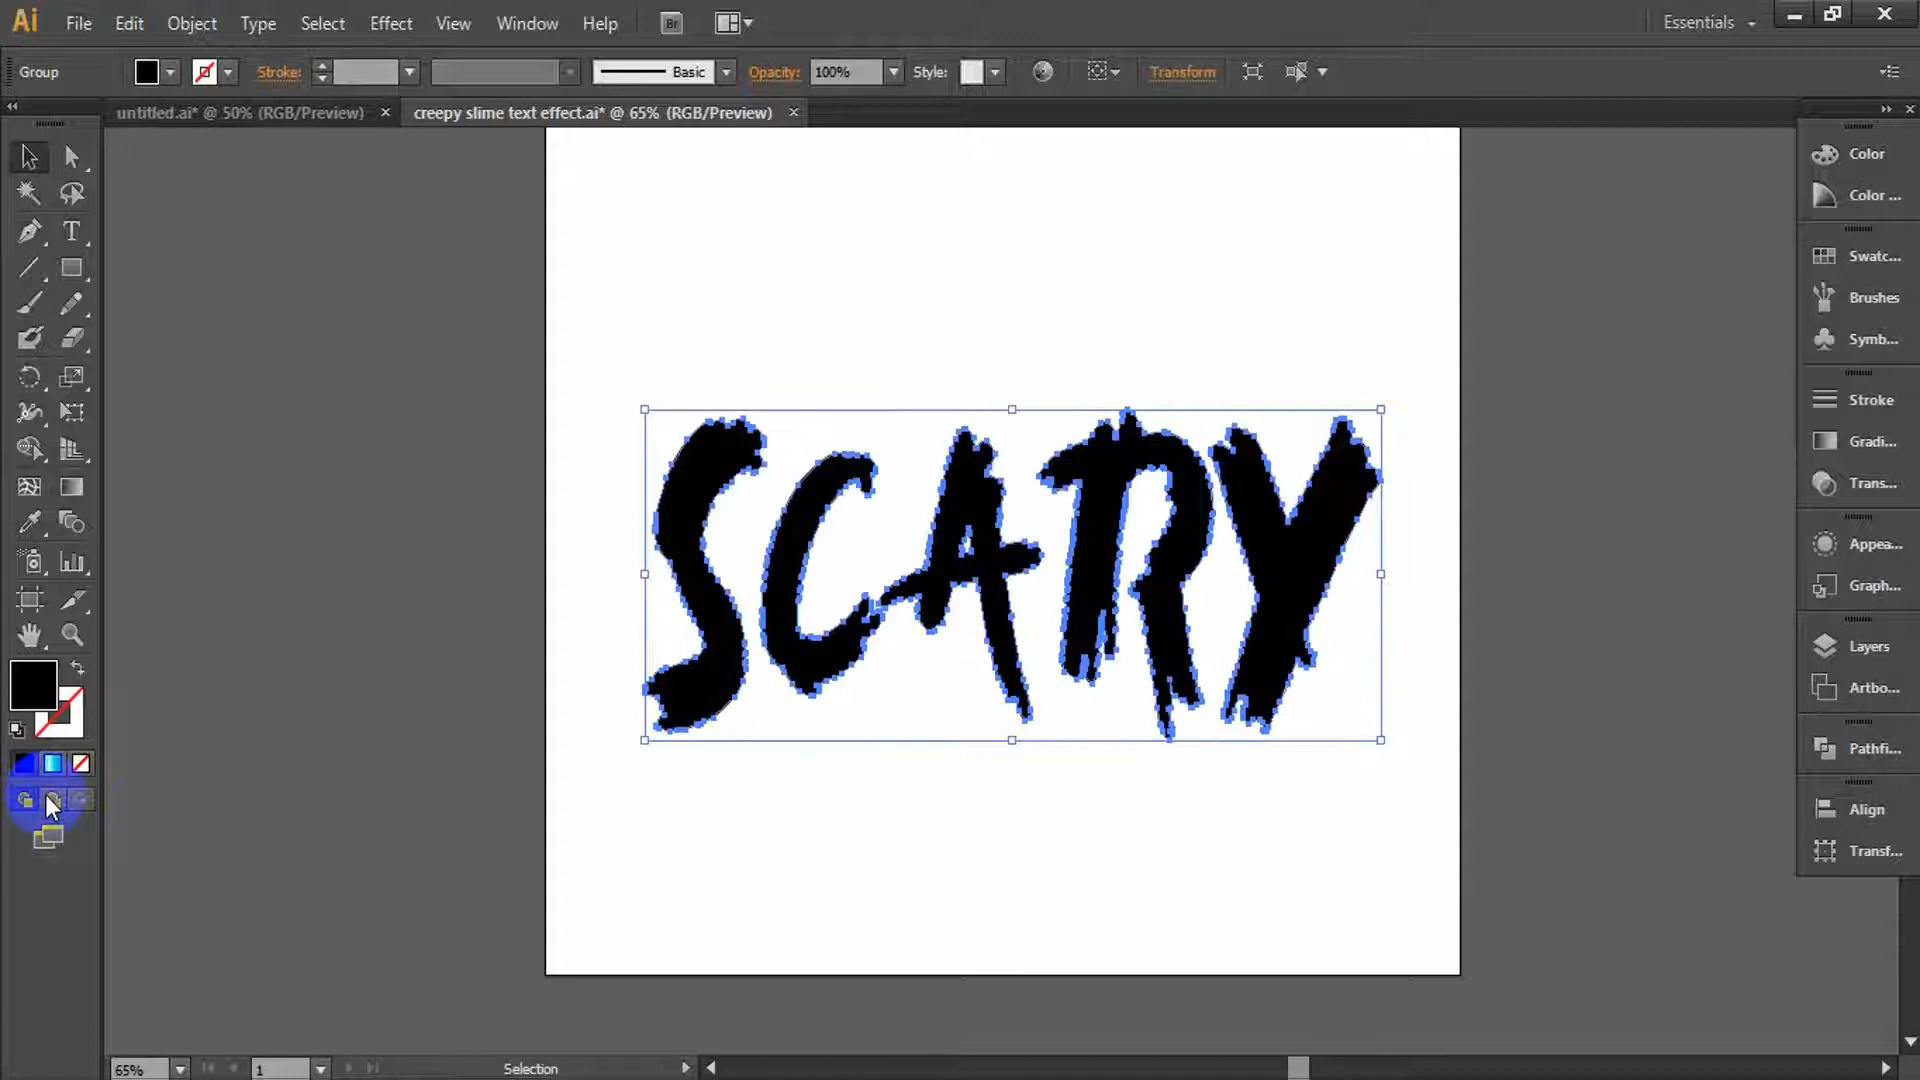 Ai File Edit Object Type Select Effect View Window Help Br Essentials
Group Stroke: Basic Opacity: 100% Style: Transform
untitled.ai* @ 50% (RGB/Preview) creepy slime text effect.ai* @ 65% (RGB/Preview)
Color
Color ...
Swatc...
Brushes
Symb...
Stroke
Gradi...
Trans...
Appea...
Graph...
Layers
Artbo...
Pathfi...
Align
Transf...
T
SCARY
65% 1 Selection